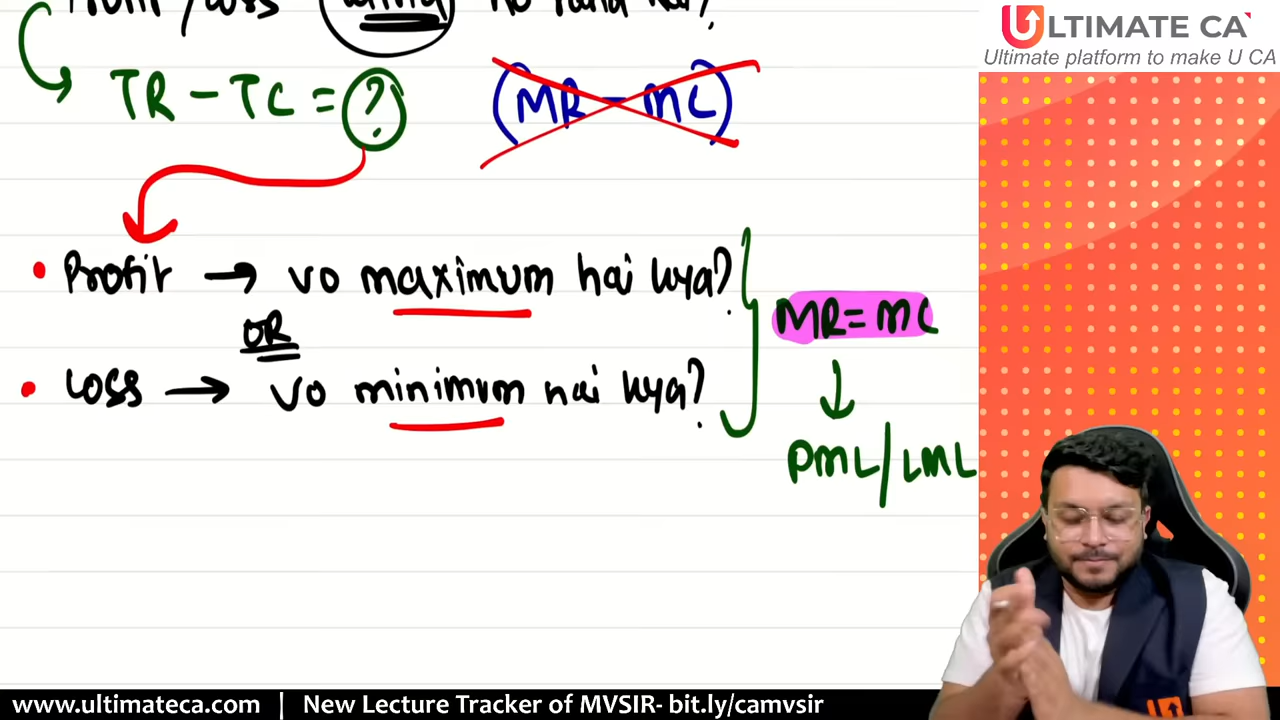 TR - TC = ?
(MR - MC)
• Profit → vo maximum hai kya?
OR
• Loss → vo minimum hai kya?
MR = MC
↓
PML/LML
ULTIMATE CA
Ultimate platform to make U CA
www.ultimateca.com | New Lecture Tracker of MVSIR- bit.ly/camvsir